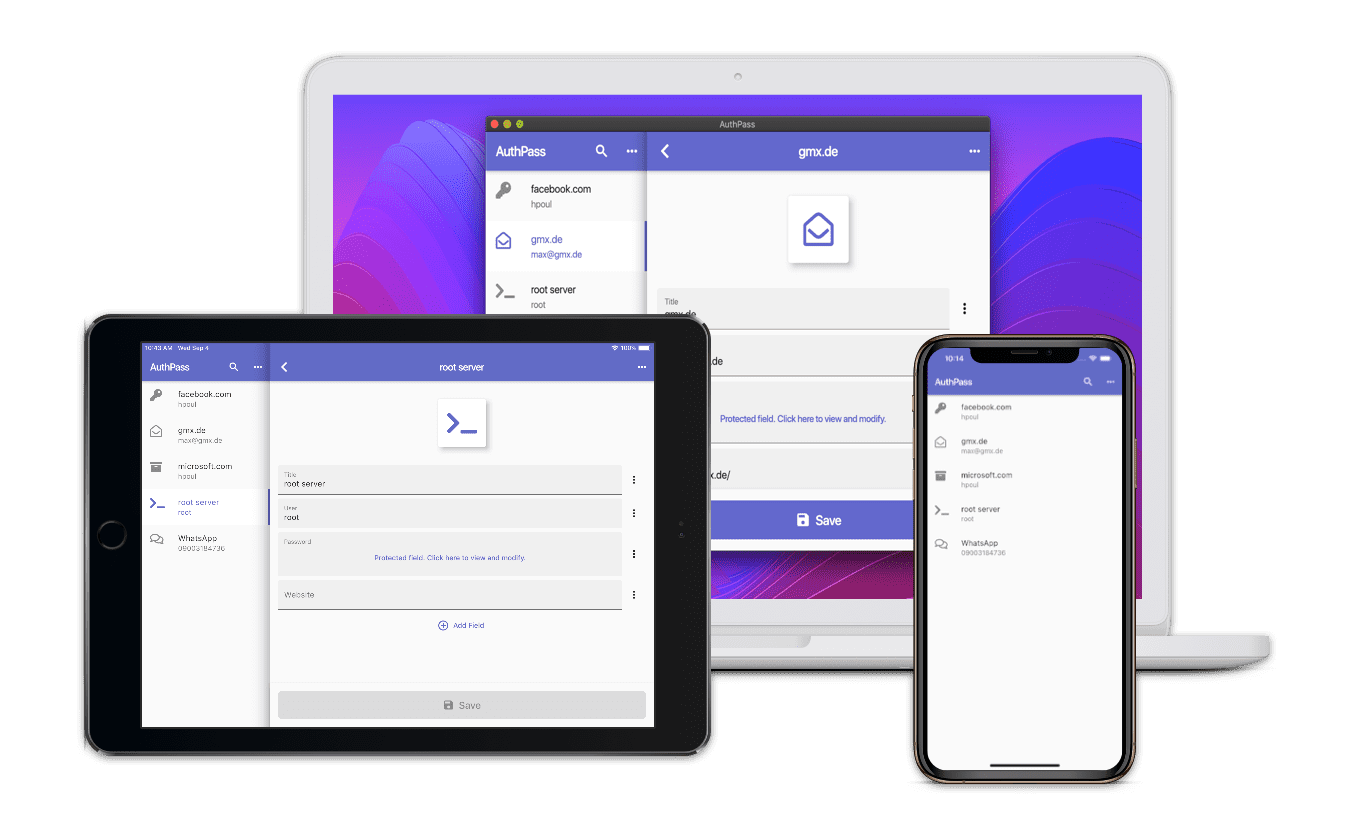 AuthPass
AuthPass
gmx.de
facebook.com
hpoul
gmx.de
max@gmx.de
root server
root
Title
gmx.de
.de
Protected field. Click here to view and modify.
x.de/
Save
10:43 AM Wed Sep 4
100%
AuthPass
root server
facebook.com
hpoul
gmx.de
max@gmx.de
microsoft.com
hpoul
root server
root
WhatsApp
09003184736
Title
root server
User
root
Password
Protected field. Click here to view and modify.
Website
Add Field
Save
10:14
AuthPass
facebook.com
hpoul
gmx.de
max@gmx.de
microsoft.com
hpoul
root server
root
WhatsApp
09003184736